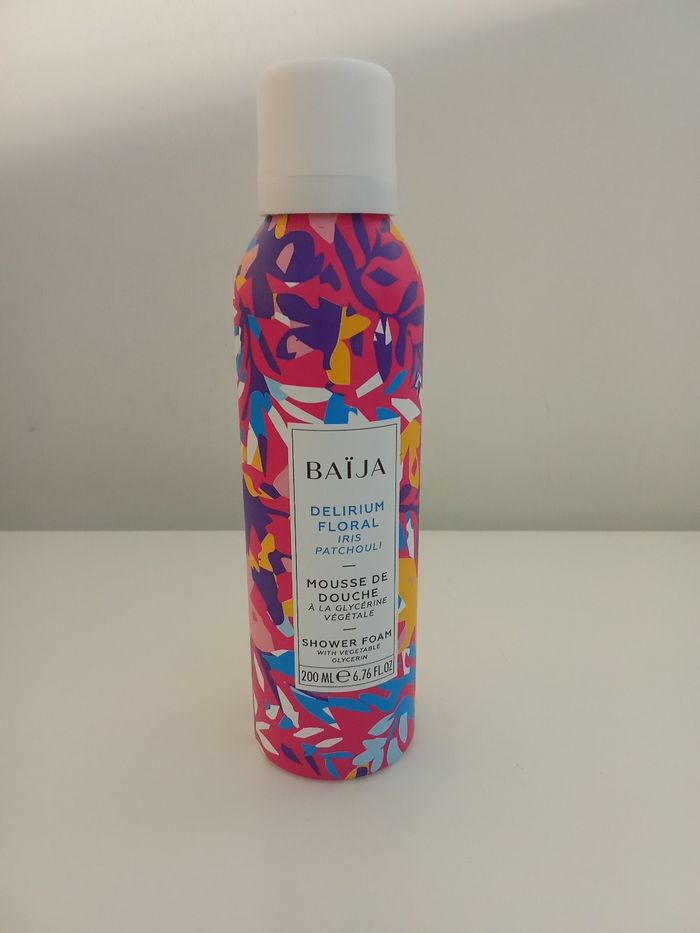 BAÏJA
DELIRIUM
FLORAL
IRIS
PATCHOULI
MOUSSE DE
DOUCHE
À LA GLYCÉRINE
VÉGÉTALE
SHOWER FOAM
WITH VEGETABLE
GLYCERIN
200 ML ℮ 6.76 FL.OZ